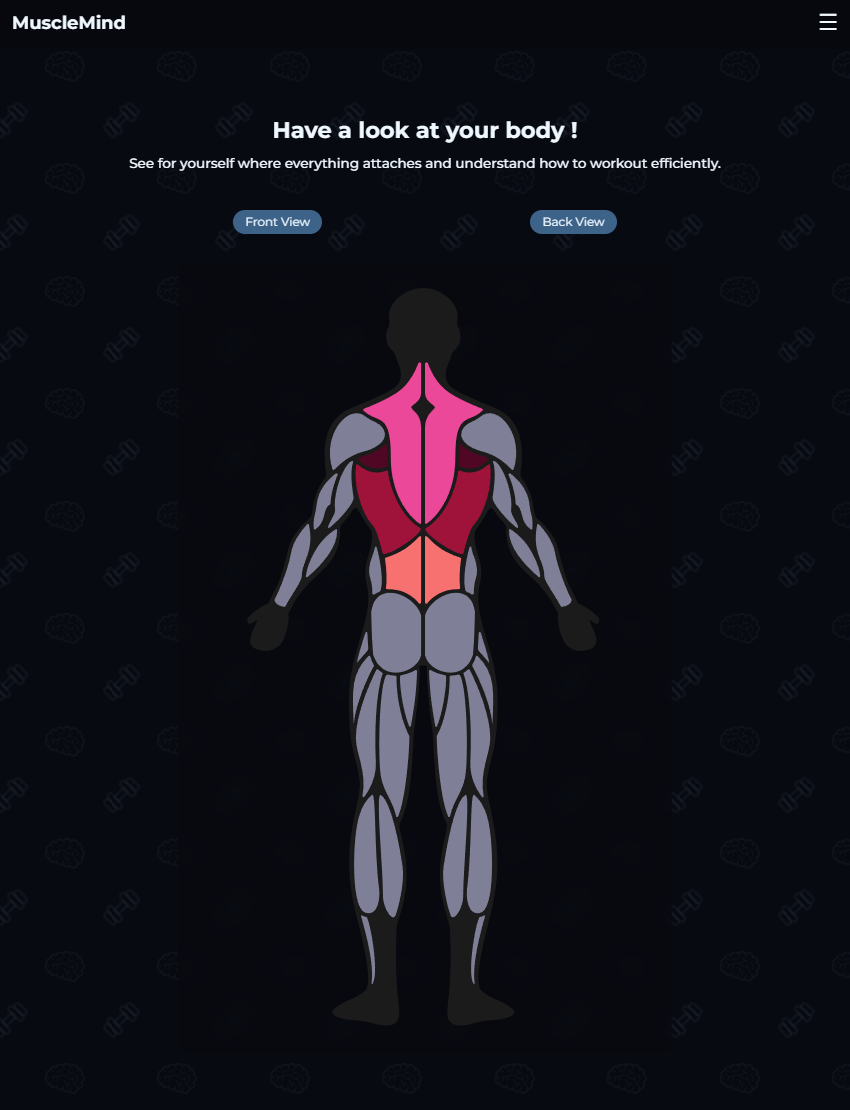 MuscleMind
Have a look at your body !
See for yourself where everything attaches and understand how to workout efficiently.
Front View
Back View